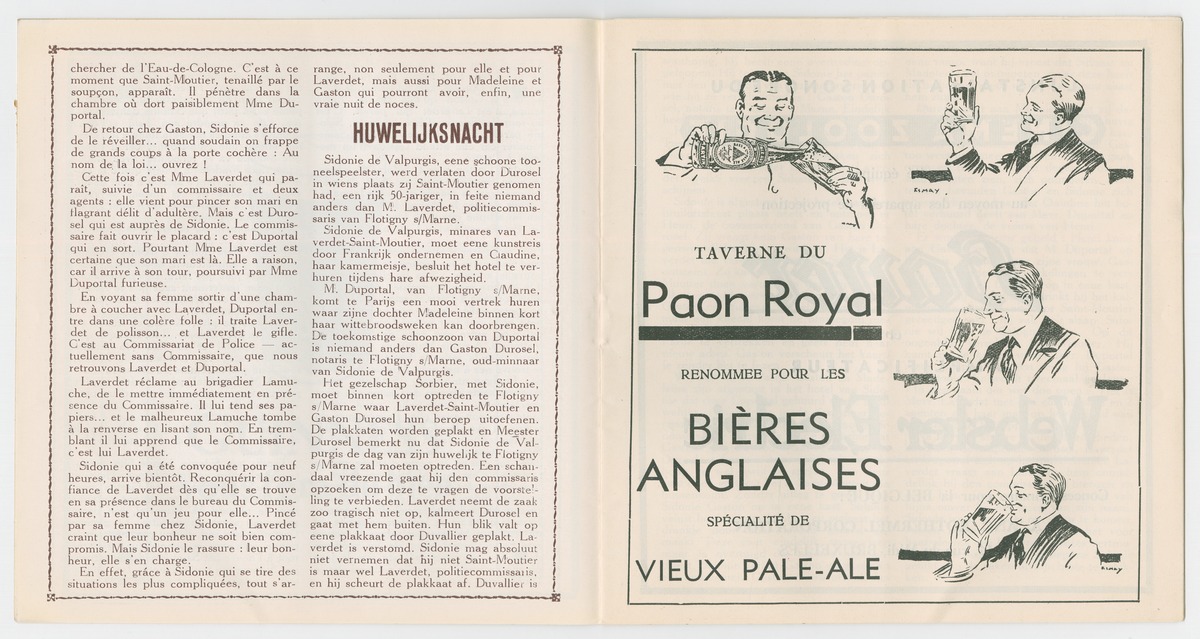 chercher de l'Eau-de-Cologne. C'est à ce
moment que Saint-Moutier, tenaillé par le
soupçon, apparaît. Il pénètre dans la
chambre où dort paisiblement Mme Du-
portal.
De retour chez Gaston, Sidonie s'efforce
de le réveiller... quand soudain on frappe
de grands coups à la porte cochère : Au
nom de la loi... ouvrez !
Cette fois c'est Mme Laverdet qui pa-
raît, suivie d'un commissaire et deux
agents : elle vient pour pincer son mari en
flagrant délit d'adultère. Mais c'est Duro-
sel qui est auprès de Sidonie. Le commis-
saire fait ouvrir le placard : c'est Duportal
qui en sort. Pourtant Mme Laverdet est
certaine que son mari est là. Elle a raison,
car il arrive à son tour, poursuivi par Mme
Duportal furieuse.
En voyant sa femme sortir d'une cham-
bre à coucher avec Laverdet, Duportal en-
tre dans une colère folle : il traite Laver-
det de polisson... et Laverdet le gifle.
C'est au Commissariat de Police — ac-
tuellement sans Commissaire, que nous
retrouvons Laverdet et Duportal.
Laverdet réclame au brigadier Lamu-
che, de le mettre immédiatement en pré-
sence du Commissaire. Il lui tend ses pa-
piers... et le malheureux Lamuche tombe
à la renverse en lisant son nom. En trem-
blant il lui apprend que le Commissaire,
c'est lui Laverdet.
Sidonie qui a été convoquée pour neuf
heures, arrive bientôt. Reconquérir la con-
fiance de Laverdet dès qu'elle se trouve
en sa présence dans le bureau du Commis-
saire, n'est qu'un jeu pour elle... Pincé
par sa femme chez Sidonie, Laverdet
craint que leur bonheur ne soit bien com-
promis. Mais Sidonie le rassure : leur bon-
heur, elle s'en charge.
En effet, grâce à Sidonie qui se tire des
situations les plus compliquées, tout s'ar-
range, non seulement pour elle et pour
Laverdet, mais aussi pour Madeleine et
Gaston qui pourront avoir, enfin, une
vraie nuit de noces.
HUWELIJKSNACHT
Sidonie de Valpurgis, eene schoone too-
neelspeelster, werd verlaten door Durosel
in wiens plaats zij Saint-Moutier genomen
had, een rijk 50-jariger, in feite niemand
anders dan M. Laverdet, politiecommis-
saris van Flotigny s/Marne.
Sidonie de Valpurgis, minares van La-
verdet-Saint-Moutier, moet eene kunstreis
door Frankrijk ondernemen en Claudine,
haar kamermeisje, besluit het hotel te ver-
huren tijdens hare afwezigheid.
M. Duportal, van Flotigny s/Marne,
komt te Parijs een mooi vertrek huren
waar zijne dochter Madeleine binnen kort
haar wittebroodsweken kan doorbrengen.
De toekomstige schoonzoon van Duportal
is niemand anders dan Gaston Durosel,
notaris te Flotigny s/Marne, oud-minnaar
van Sidonie de Valpurgis.
Het gezelschap Sorbier, met Sidonie,
moet binnen kort optreden te Flotigny
s/Marne waar Laverdet-Saint-Moutier en
Gaston Durosel hun beroep uitoefenen.
De plakkaten worden geplakt en Meester
Durosel bemerkt nu dat Sidonie de Val-
purgis de dag van zijn huwelijk te Flotigny
s/Marne zal moeten optreden. Een schan-
daal vreezende gaat hij den commissaris
opzoeken om deze te vragen de voorstel-
ling te verbieden. Laverdet neemt de zaak
zoo tragisch niet op, kalmeert Durosel en
gaat met hem buiten. Hun blik valt op
eene plakkaat door Duvallier geplakt. La-
verdet is verstomd. Sidonie mag absoluut
niet vernemen dat hij niet Saint-Moutier
is maar wel Laverdet, politiecommissaris,
en hij scheurt de plakkaat af. Duvallier is
ELMAY.
TAVERNE DU
Paon Royal
RENOMMEE POUR LES
BIÈRES
ANGLAISES
SPÉCIALITÉ DE
VIEUX PALE-ALE
ELMAY